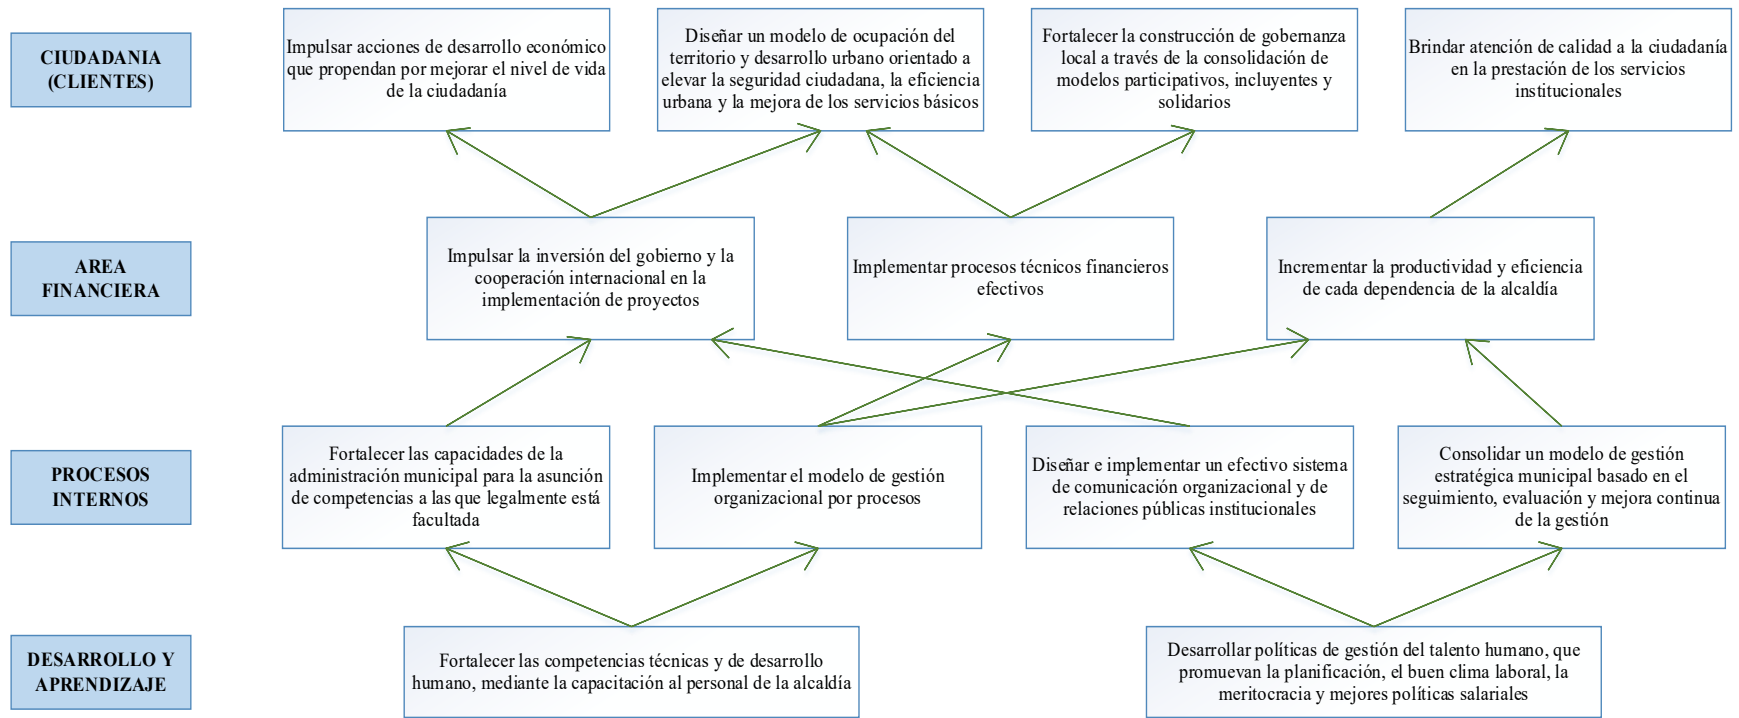 CIUDADANIA
(CLIENTES)
Impulsar acciones de desarrollo económico
que propendan por mejorar el nivel de vida
de la ciudadanía
Diseñar un modelo de ocupación del
territorio y desarrollo urbano orientado a
elevar la seguridad ciudadana, la eficiencia
urbana y la mejora de los servicios básicos
Fortalecer la construcción de gobernanza
local a través de la consolidación de
modelos participativos, incluyentes y
solidarios
Brindar atención de calidad a la ciudadanía
en la prestación de los servicios
institucionales
AREA
FINANCIERA
Impulsar la inversión del gobierno y la
cooperación internacional en la
implementación de proyectos
Implementar procesos técnicos financieros
efectivos
Incrementar la productividad y eficiencia
de cada dependencia de la alcaldía
PROCESOS
INTERNOS
Fortalecer las capacidades de la
administración municipal para la asunción
de competencias a las que legalmente está
facultada
Implementar el modelo de gestión
organizacional por procesos
Diseñar e implementar un efectivo sistema
de comunicación organizacional y de
relaciones públicas institucionales
Consolidar un modelo de gestión
estratégica municipal basado en el
seguimiento, evaluación y mejora continua
de la gestión
DESARROLLO Y
APRENDIZAJE
Fortalecer las competencias técnicas y de desarrollo
humano, mediante la capacitación al personal de la alcaldía
Desarrollar políticas de gestión del talento humano, que
promuevan la planificación, el buen clima laboral, la
meritocracia y mejores políticas salariales